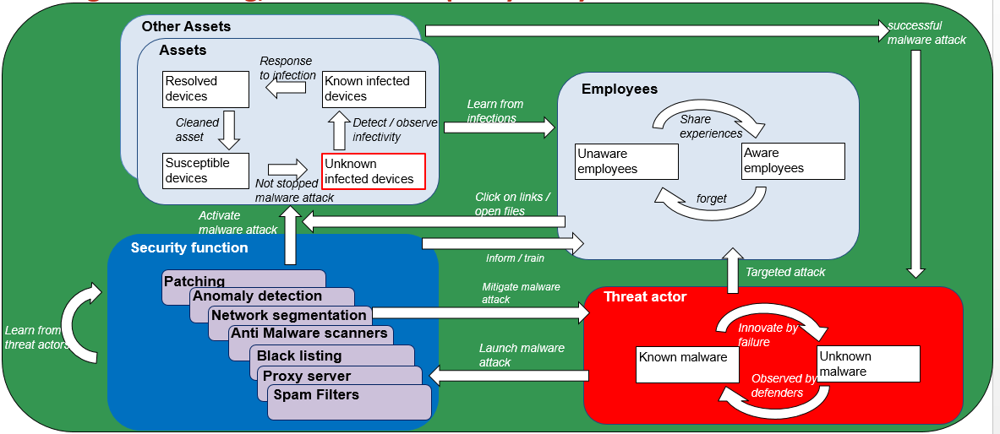 Other Assets
successful
malware attack
Assets
Response
to infection
Resolved
devices
Known infected
devices
Employees
Learn from
infections
Cleaned
asset
Detect / observe
infectivity
Share
experiences
Unaware
employees
Aware
employees
Susceptible
devices
Unknown
infected devices
Not stopped
malware attack
forget
Click on links /
open files
Activate
malware attack
Security function
Inform / train
Targeted attack
Patching
Anomaly detection
Network segmentation
Anti Malware scanners
Black listing
Proxy server
Spam Filters
Mitigate malware
attack
Threat actor
Learn from
threat actors
Innovate by
failure
Launch malware
attack
Known malware
Unknown
malware
Observed by
defenders